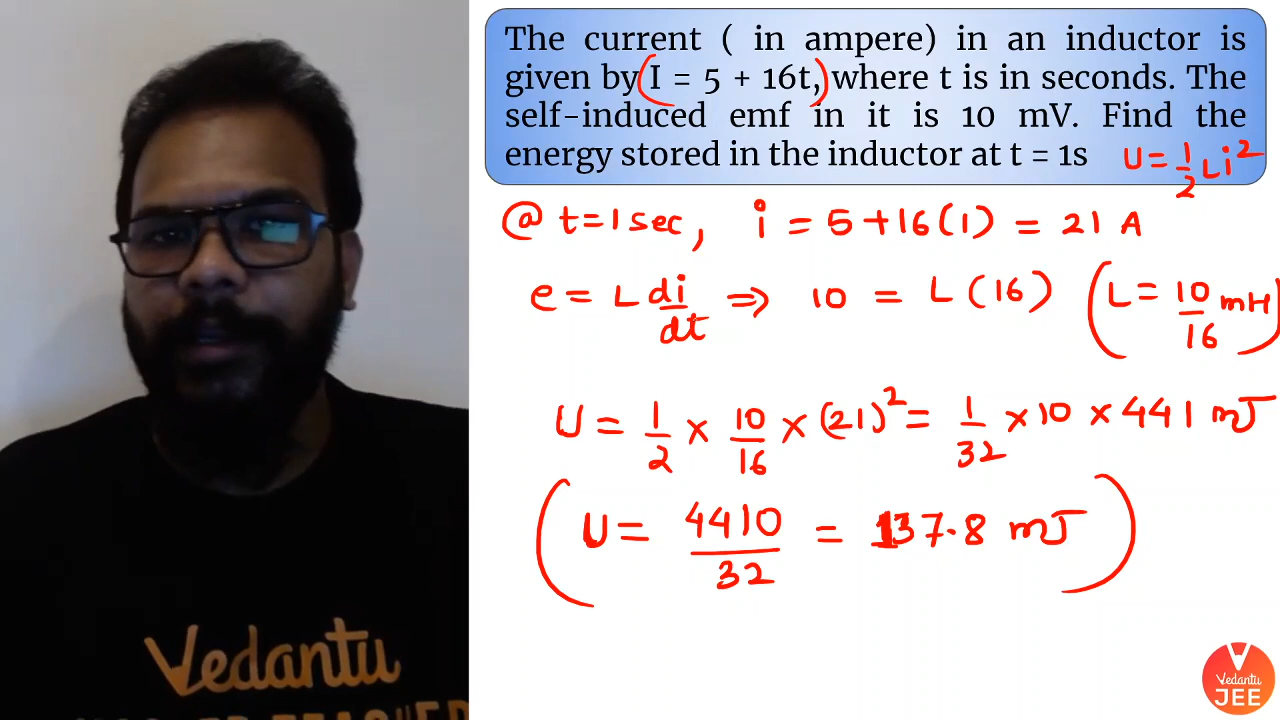 The current ( in ampere) in an inductor is
given by I = 5 + 16t, where t is in seconds. The
self-induced emf in it is 10 mV. Find the
energy stored in the inductor at t = 1s U = 1/2 Li²
@ t=1sec, i = 5+16(1) = 21 A
e = L di/dt ⇒ 10 = L(16) (L = 10/16 mH)
U = 1/2 × 10/16 × (21)² = 1/32 × 10 × 441 mJ
(U = 4410/32 = 137.8 mJ)
Vedantu
Vedantu
JEE